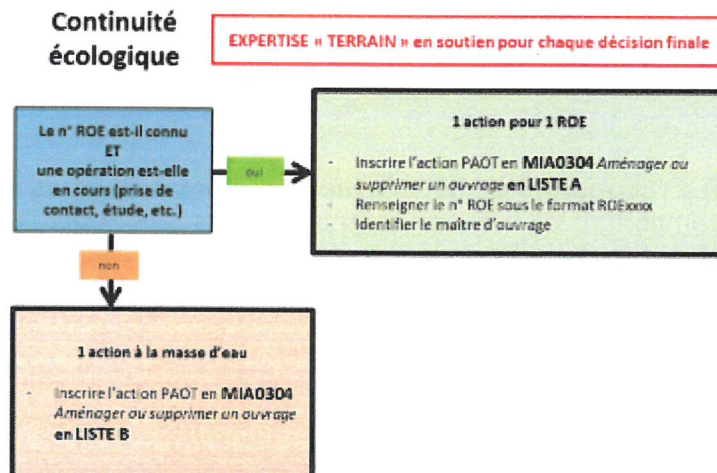 Continuité
écologique
EXPERTISE « TERRAIN » en soutien pour chaque décision finale
Le n° ROE est-il connu
ET
une opération est-elle
en cours (prise de
contact, étude, etc.)
oui
1 action pour 1 ROE
- Inscrire l'action PAOT en MIA0304 Aménager ou
supprimer un ouvrage en LISTE A
- Renseigner le n° ROE sous le format ROExxxx
- Identifier le maître d'ouvrage
non
1 action à la masse d'eau
- Inscrire l'action PAOT en MIA0304
Aménager ou supprimer un ouvrage
en LISTE B